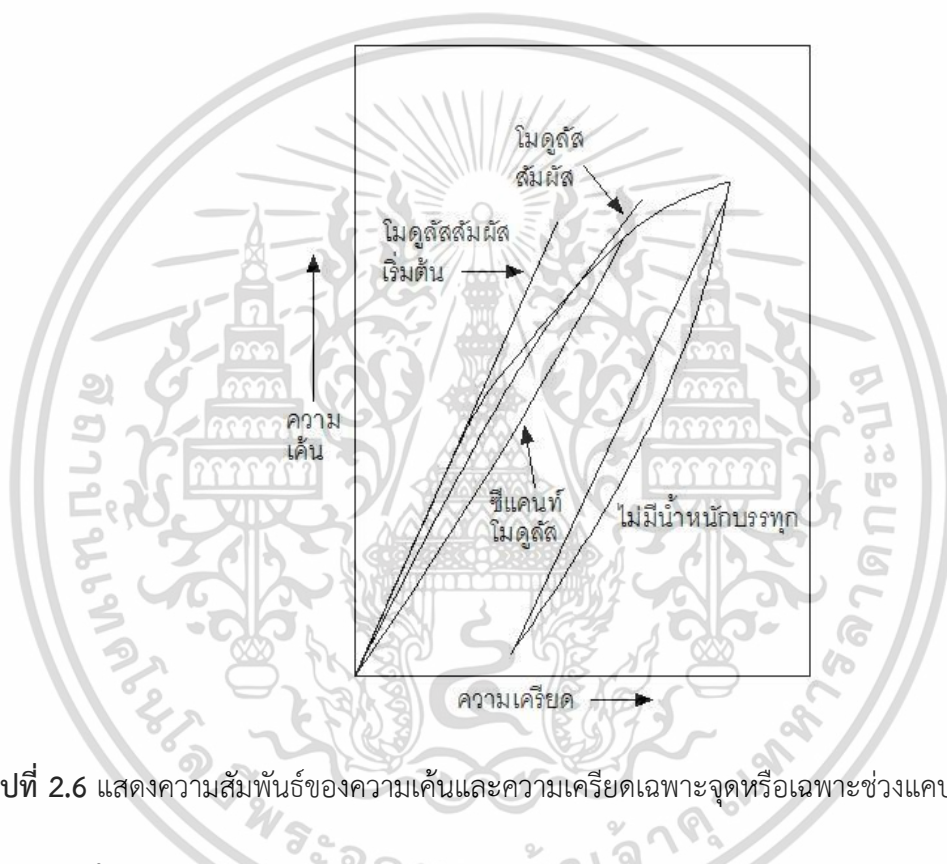 โมดูลัส
สัมผัส
โมดูลัสสัมผัส
เริ่มต้น
ความ
เค้น
ซีแคนท์
โมดูลัส
ไม่มีน้ำหนักบรรทุก
ความเครียด
ปที่ 2.6 แสดงความสัมพันธ์ของความเค้นและความเครียดเฉพาะจุดหรือเฉพาะช่วงแคบ